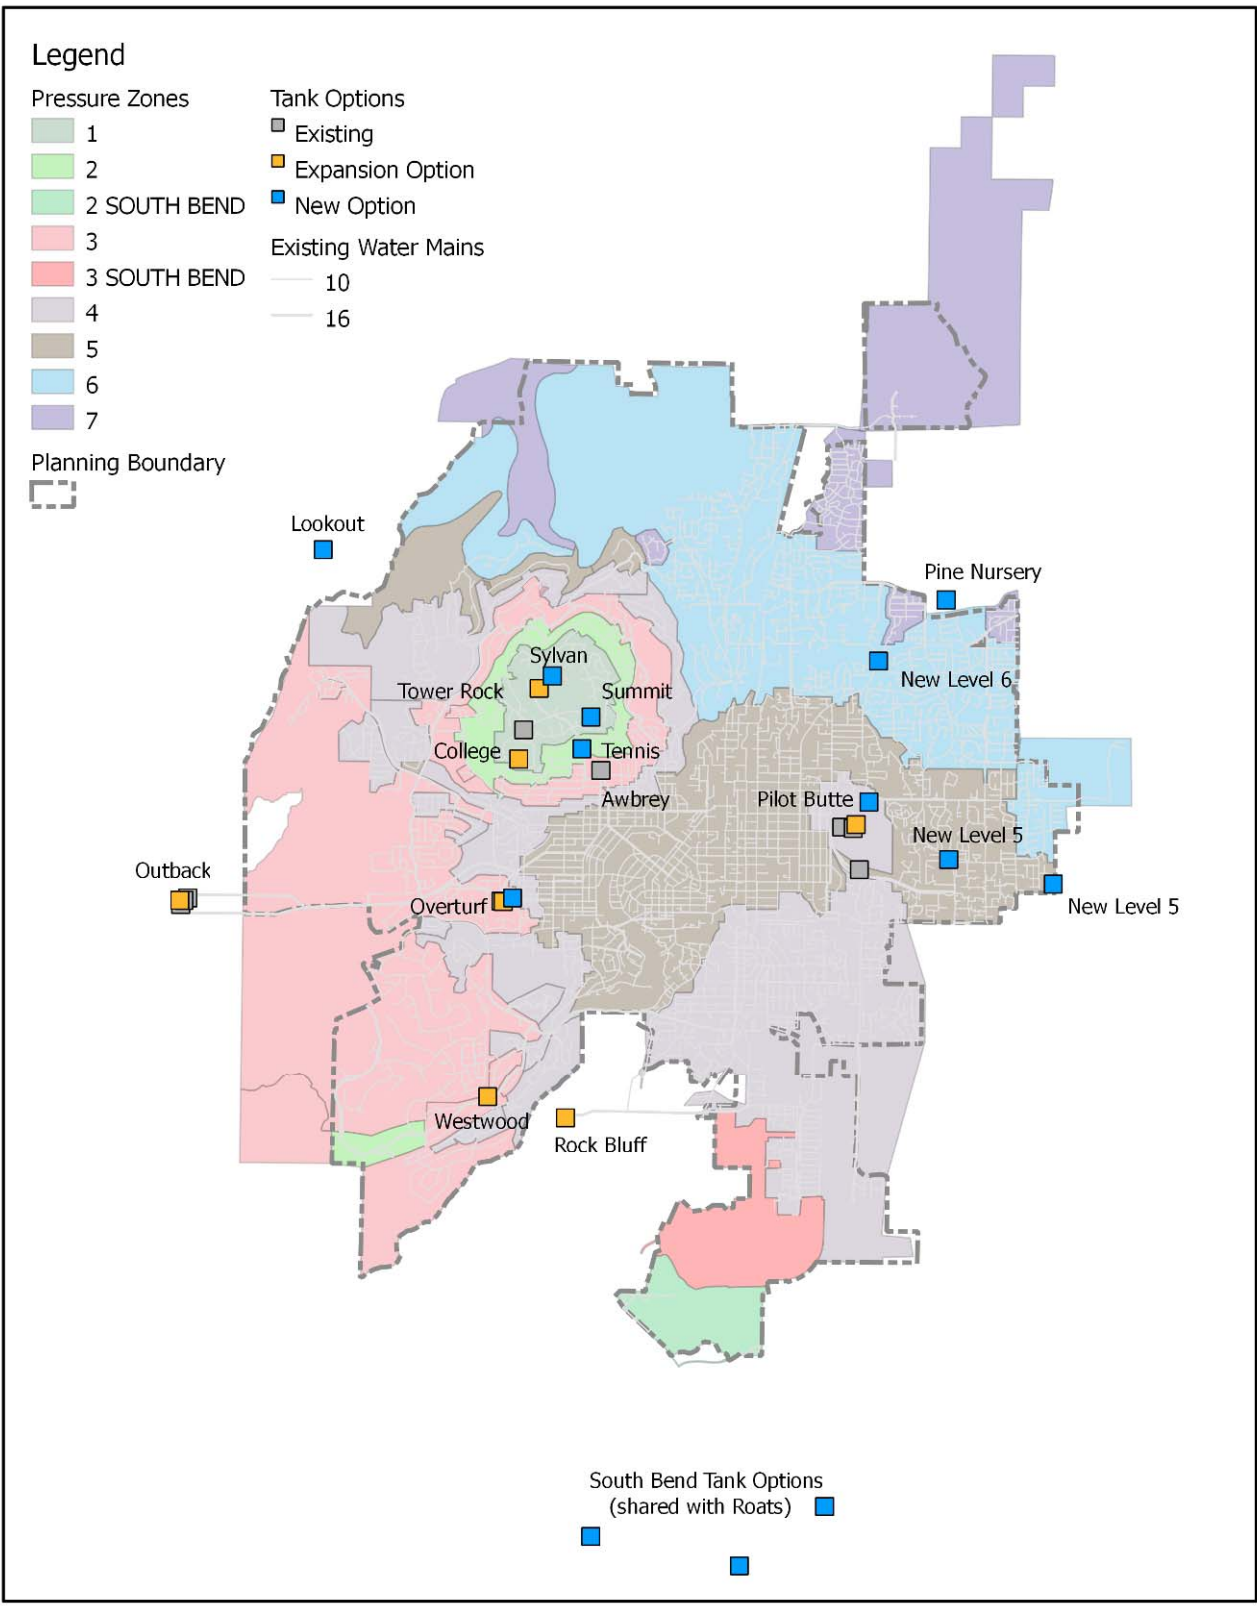 Legend
Pressure Zones
1
2
2 SOUTH BEND
3
3 SOUTH BEND
4
5
6
7
Planning Boundary
Tank Options
Existing
Expansion Option
New Option
Existing Water Mains
10
16
Lookout
Pine Nursery
Sylvan
New Level 6
Tower Rock
Summit
College
Tennis
Awbrey
Pilot Butte
New Level 5
Outback
Overturf
New Level 5
Westwood
Rock Bluff
South Bend Tank Options
(shared with Roats)